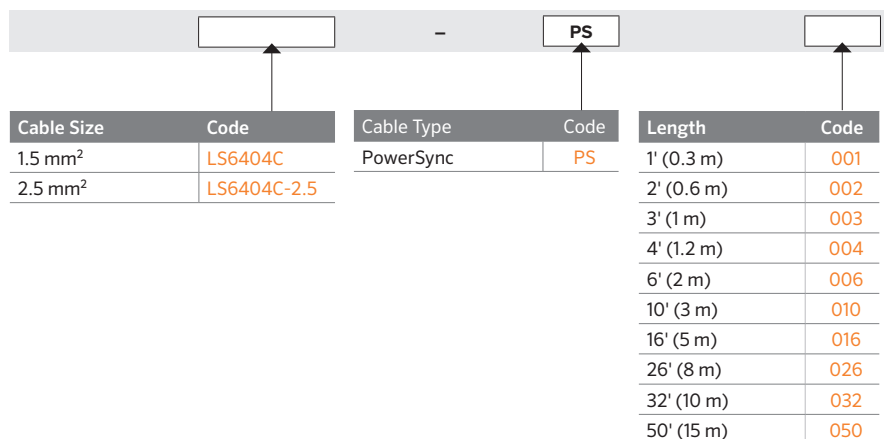 – PS
Cable Size Code Cable Type Code Length Code
1.5 mm² LS6404C PowerSync PS 1' (0.3 m) 001
2.5 mm² LS6404C-2.5 2' (0.6 m) 002
3' (1 m) 003
4' (1.2 m) 004
6' (2 m) 006
10' (3 m) 010
16' (5 m) 016
26' (8 m) 026
32' (10 m) 032
50' (15 m) 050